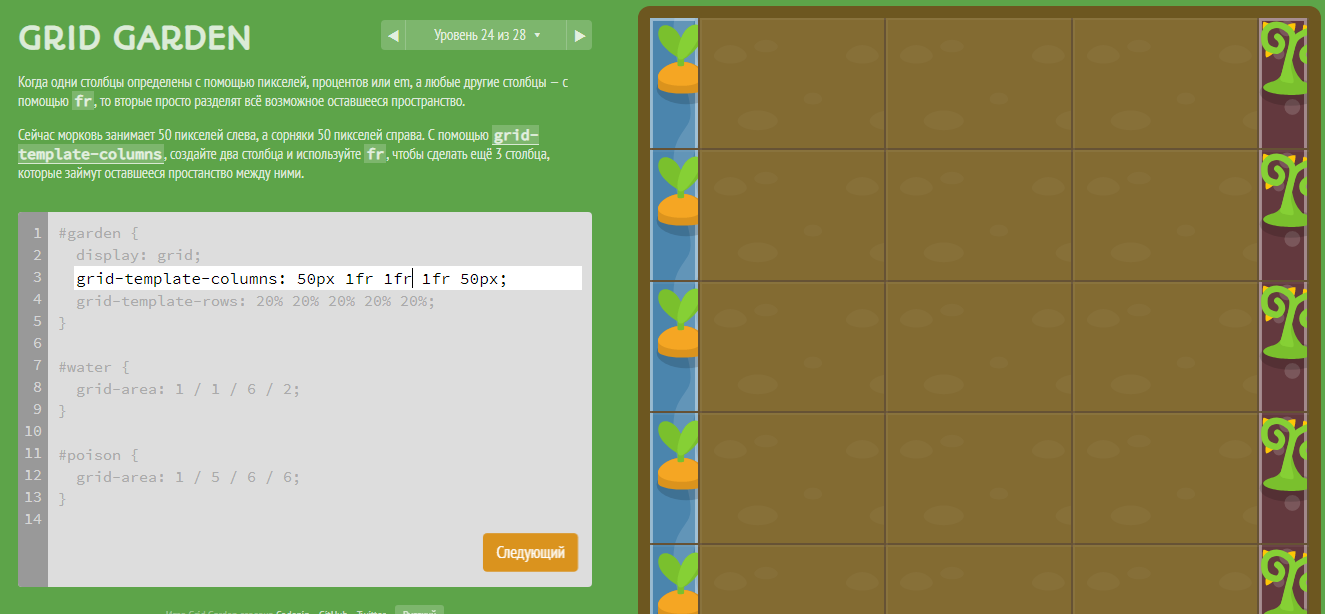 GRID GARDEN
◀ Уровень 24 из 28 ▾ ▶
Когда одни столбцы определены с помощью пикселей, процентов или em, а любые другие столбцы — с
помощью fr, то вторые просто разделят всё возможное оставшееся пространство.
Сейчас морковь занимает 50 пикселей слева, а сорняки 50 пикселей справа. С помощью grid-
template-columns, создайте два столбца и используйте fr, чтобы сделать ещё 3 столбца,
которые займут оставшееся простанство между ними.
1 #garden {
2 display: grid;
3 grid-template-columns: 50px 1fr 1fr 1fr 50px;
4 grid-template-rows: 20% 20% 20% 20% 20%;
5 }
6
7 #water {
8 grid-area: 1 / 1 / 6 / 2;
9 }
10
11 #poison {
12 grid-area: 1 / 5 / 6 / 6;
13 }
14
Следующий